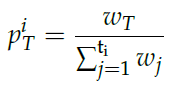 p_T^i = \frac{w_T}{\sum_{j=1}^{t_i} w_j}